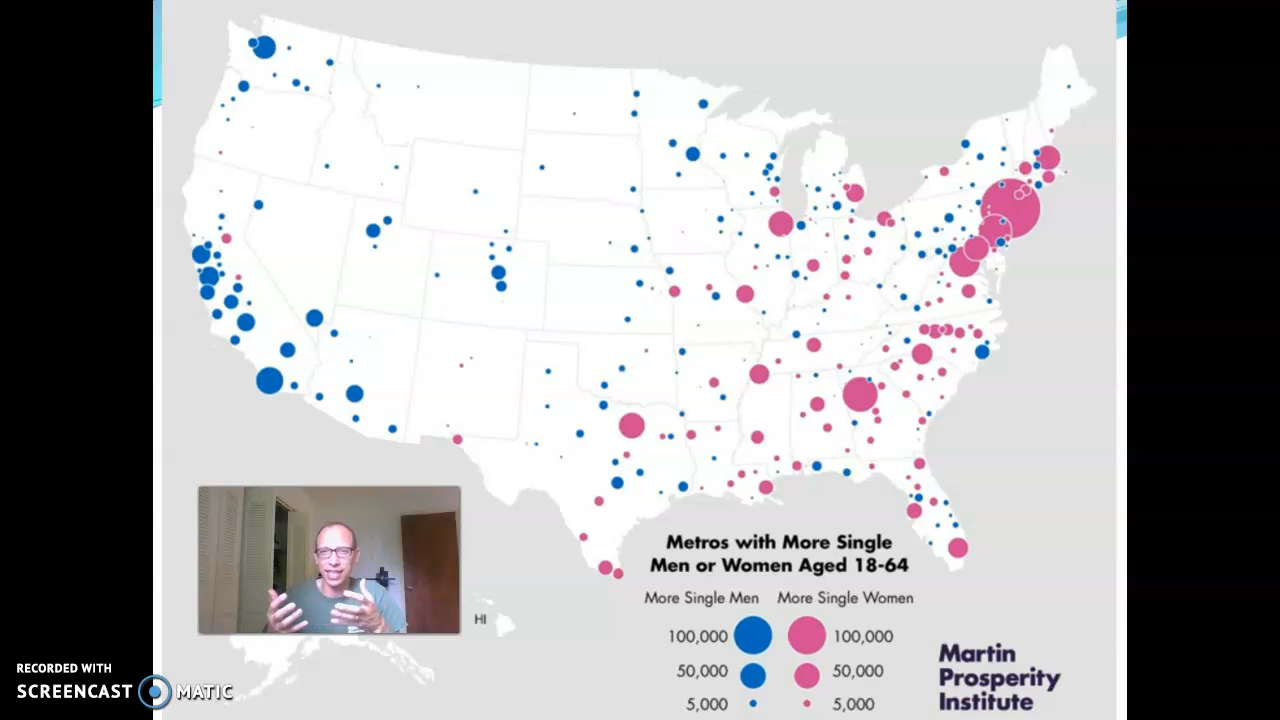 HI
Metros with More Single
Men or Women Aged 18-64
More Single Men More Single Women
100,000 100,000
50,000 50,000
5,000 5,000
Martin
Prosperity
Institute
RECORDED WITH
SCREENCAST MATIC